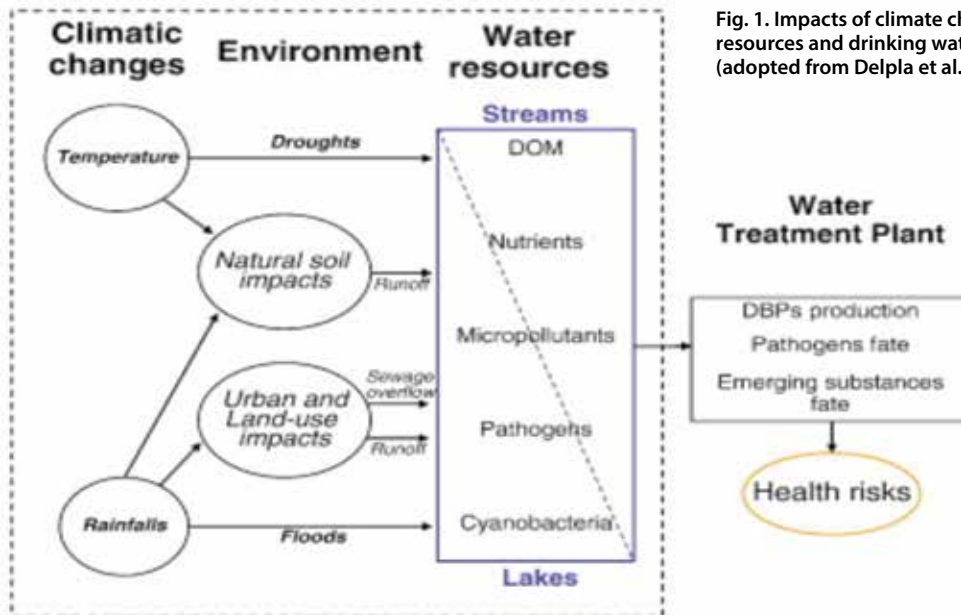 Fig. 1. Impacts of climate
resources and drinking
(adopted from Delpla et al.
Climatic
changes
Environment
Water
resources
Streams
Temperature
Droughts
DOM
Natural soil
impacts
Runoff
Nutrients
Micropollutants
Urban and
Land-use
impacts
Sewage
overflow
Runoff
Pathogens
Rainfalls
Floods
Cyanobacteria
Lakes
Water
Treatment Plant
DBPs production
Pathogens fate
Emerging substances
fate
Health risks